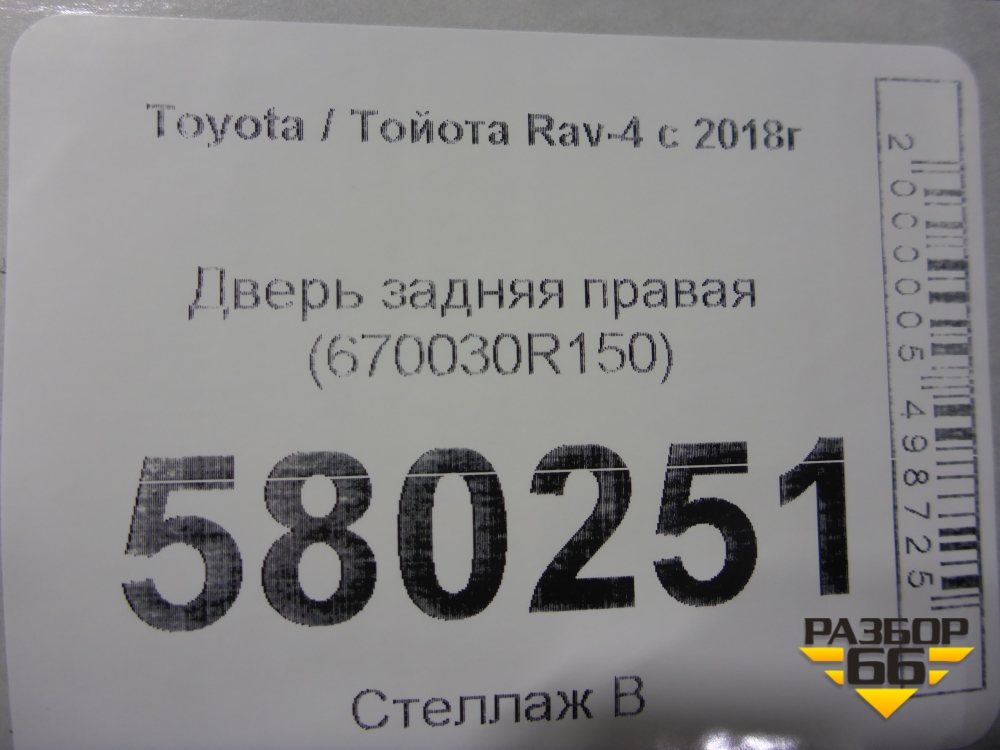 Toyota / Тойота Rav-4 с 2018г
Дверь задняя правая
(670030R150)
580251
Стеллаж В
2000005498725
РАЗБОР
66